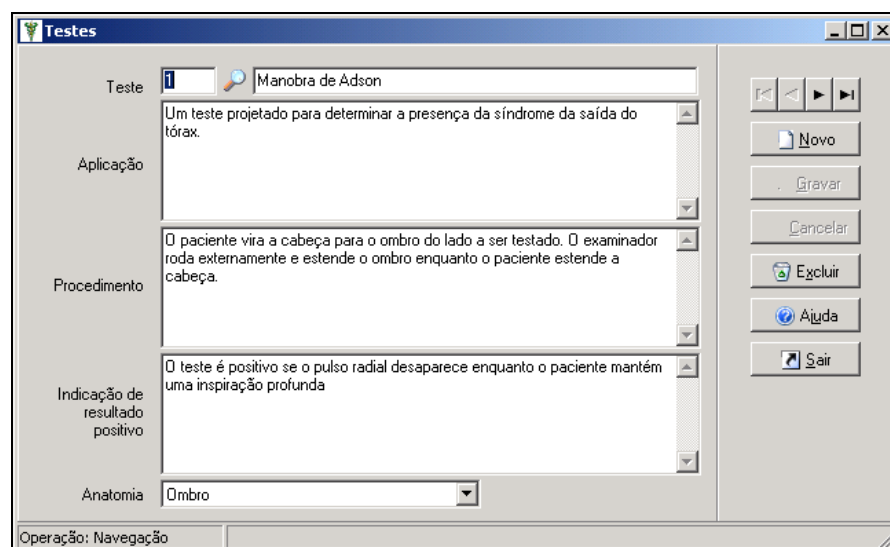 Testes
Teste
1
Manobra de Adson
Aplicação
Um teste projetado para determinar a presença da síndrome da saída do
tórax.
Procedimento
O paciente vira a cabeça para o ombro do lado a ser testado. O examinador
roda externamente e estende o ombro enquanto o paciente estende a
cabeça.
Indicação de
resultado
positivo
O teste é positivo se o pulso radial desaparece enquanto o paciente mantém
uma inspiração profunda
Anatomia
Ombro
Novo
Gravar
Cancelar
Excluir
Ajuda
Sair
Operação: Navegação